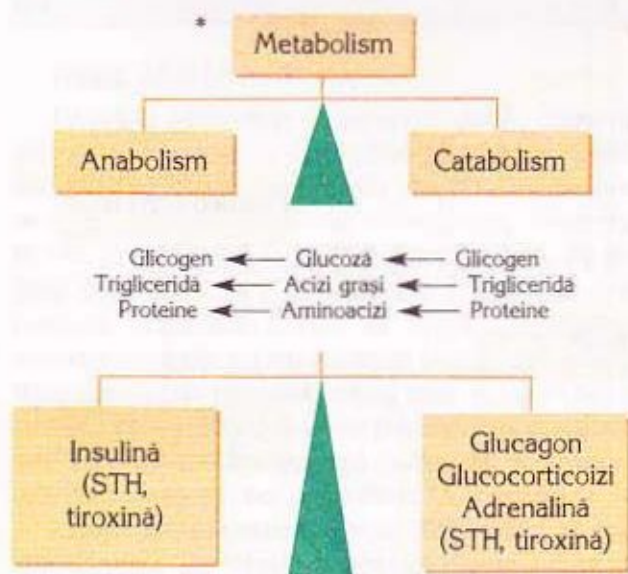 *
Metabolism
Anabolism Catabolism
Glicogen Glucoză Glicogen
Trigliceridă Acizi grași Trigliceridă
Proteine Aminoacizi Proteine
Insulină
(STH,
tiroxină)
Glucagon
Glucocorticoizi
Adrenalină
(STH, tiroxină)